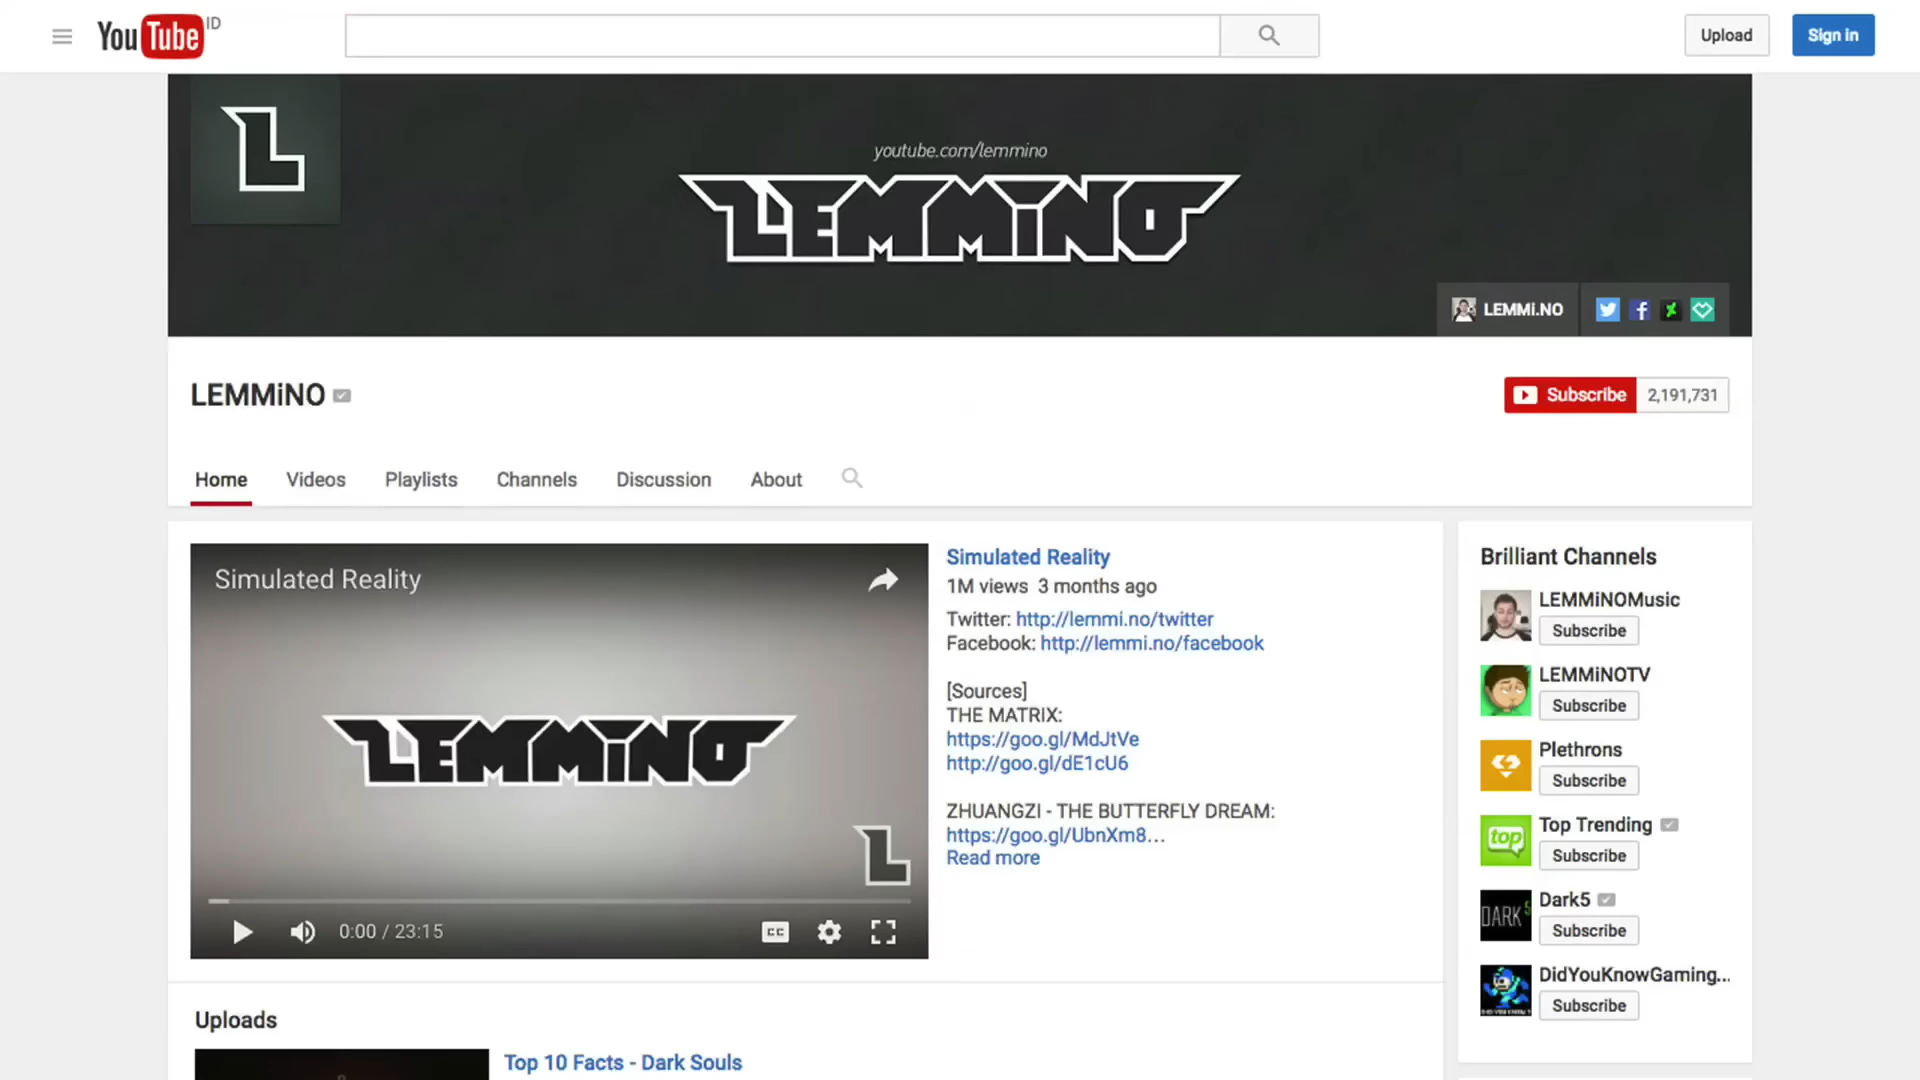 YouTube ID
Upload
Sign in
L
youtube.com/lemmino
LEMMiNO
LEMMi.NO
LEMMiNO
Subscribe 2,191,731
Home Videos Playlists Channels Discussion About
Simulated Reality
LEMMiNO
L
0:00 / 23:15
CC
Simulated Reality
1M views 3 months ago
Twitter: http://lemmi.no/twitter
Facebook: http://lemmi.no/facebook
[Sources]
THE MATRIX:
https://goo.gl/MdJtVe
http://goo.gl/dE1cU6
ZHUANGZI - THE BUTTERFLY DREAM:
https://goo.gl/UbnXm8...
Read more
Brilliant Channels
LEMMiNOMusic
Subscribe
LEMMiNOTV
Subscribe
Plethrons
Subscribe
top
Top Trending
Subscribe
DARK 5
Dark5
Subscribe
DidYouKnowGaming...
Subscribe
Uploads
Top 10 Facts - Dark Souls